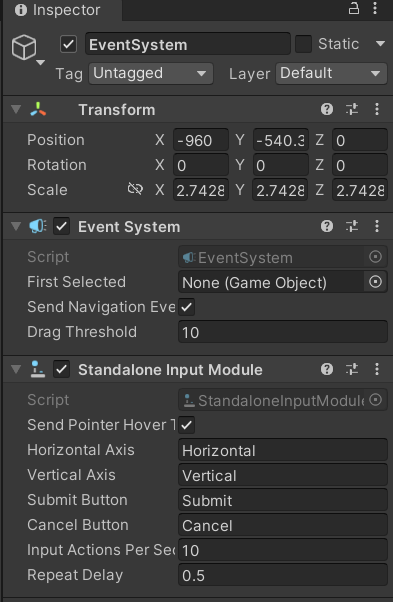 Inspector
EventSystem Static
Tag Untagged Layer Default
Transform
Position X -960 Y -540.3 Z 0
Rotation X 0 Y 0 Z 0
Scale X 2.7428 Y 2.7428 Z 2.7428
Event System
Script EventSystem
First Selected None (Game Object)
Send Navigation Eve
Drag Threshold 10
Standalone Input Module
Script StandaloneInputModule
Send Pointer Hover T
Horizontal Axis Horizontal
Vertical Axis Vertical
Submit Button Submit
Cancel Button Cancel
Input Actions Per Sec 10
Repeat Delay 0.5